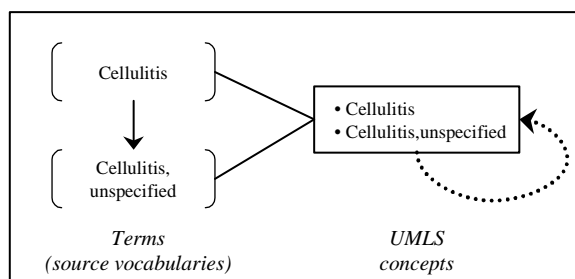 Cellulitis
Cellulitis,
unspecified
• Cellulitis
• Cellulitis,unspecified
Terms
(source vocabularies)
UMLS
concepts